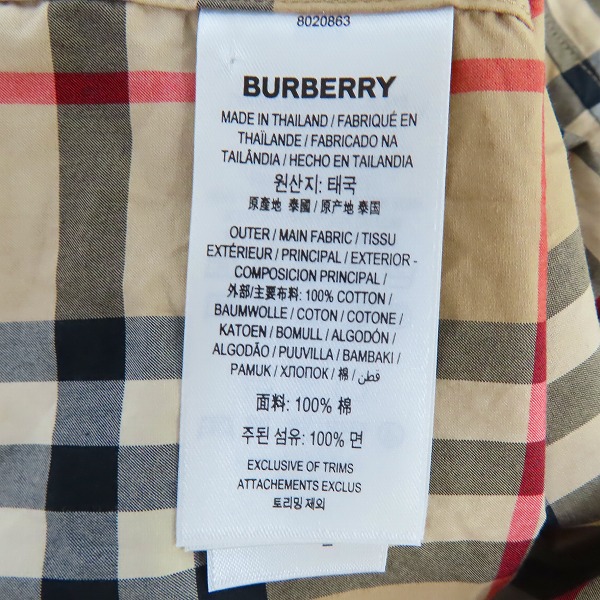 8020863
BURBERRY
MADE IN THAILAND / FABRIQUÉ EN
THAÏLANDE / FABRICADO NA
TAILÂNDIA / HECHO EN TAILANDIA
원산지: 태국
原產地 泰國 / 原产地 泰国
OUTER / MAIN FABRIC / TISSU
EXTÉRIEUR / PRINCIPAL / EXTERIOR -
COMPOSICION PRINCIPAL /
外部/主要布料: 100% COTTON /
BAUMWOLLE / COTON / COTONE /
KATOEN / BOMULL / ALGODÓN /
ALGODÃO / PUUVILLA / BAMBAKI /
PAMUK / ХЛОПОК / 棉 / قطن /
面料: 100% 棉
주된 섬유: 100% 면
EXCLUSIVE OF TRIMS
ATTACHEMENTS EXCLUS
토리밍 제외